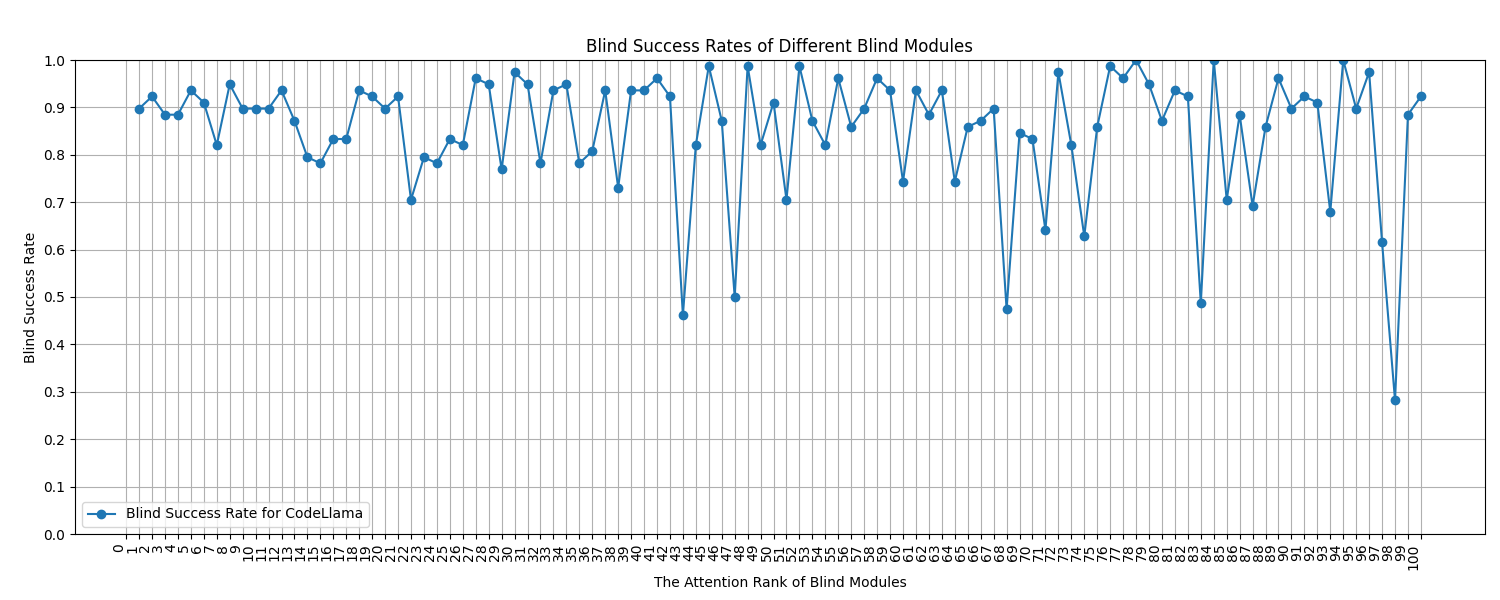 Blind Success Rates of Different Blind Modules
1.0
0.9
0.8
0.7
0.6
0.5
0.4
0.3
0.2
0.1
0.0
Blind Success Rate
Blind Success Rate for CodeLlama
0 1 2 3 4 5 6 7 8 9 10 11 12 13 14 15 16 17 18 19 20 21 22 23 24 25 26 27 28 29 30 31 32 33 34 35 36 37 38 39 40 41 42 43 44 45 46 47 48 49 50 51 52 53 54 55 56 57 58 59 60 61 62 63 64 65 66 67 68 69 70 71 72 73 74 75 76 77 78 79 80 81 82 83 84 85 86 87 88 89 90 91 92 93 94 95 96 97 98 99 100
The Attention Rank of Blind Modules